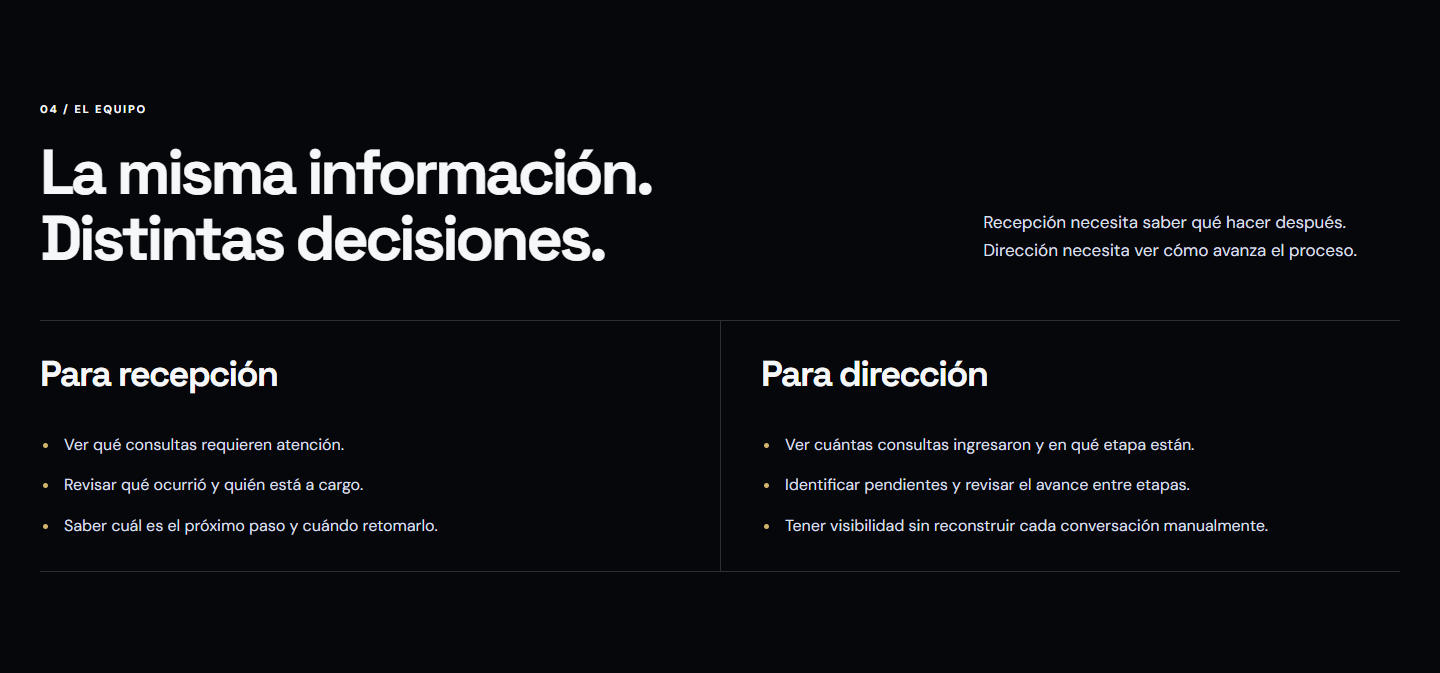 04 / EL EQUIPO
La misma información.
Distintas decisiones.
Recepción necesita saber qué hacer después.
Dirección necesita ver cómo avanza el proceso.
Para recepción
• Ver qué consultas requieren atención.
• Revisar qué ocurrió y quién está a cargo.
• Saber cuál es el próximo paso y cuándo retomarlo.
Para dirección
• Ver cuántas consultas ingresaron y en qué etapa están.
• Identificar pendientes y revisar el avance entre etapas.
• Tener visibilidad sin reconstruir cada conversación manualmente.